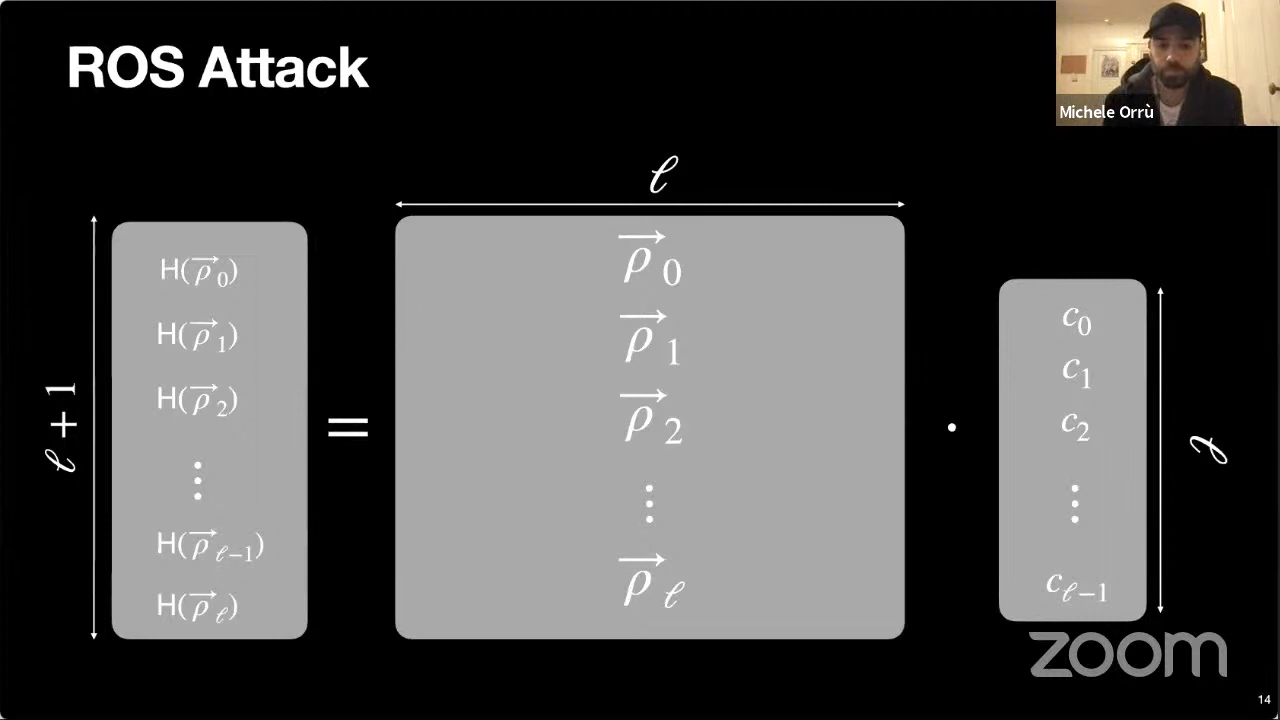 ROS Attack
Michele Orrù
ℓ
ℓ + 1
H(ρ⃗₀)
H(ρ⃗₁)
H(ρ⃗₂)
⋮
H(ρ⃗ℓ₋₁)
H(ρ⃗ℓ)
=
ρ⃗₀
ρ⃗₁
ρ⃗₂
⋮
ρ⃗ℓ
·
c₀
c₁
c₂
⋮
cℓ₋₁
ℓ
zoom
14